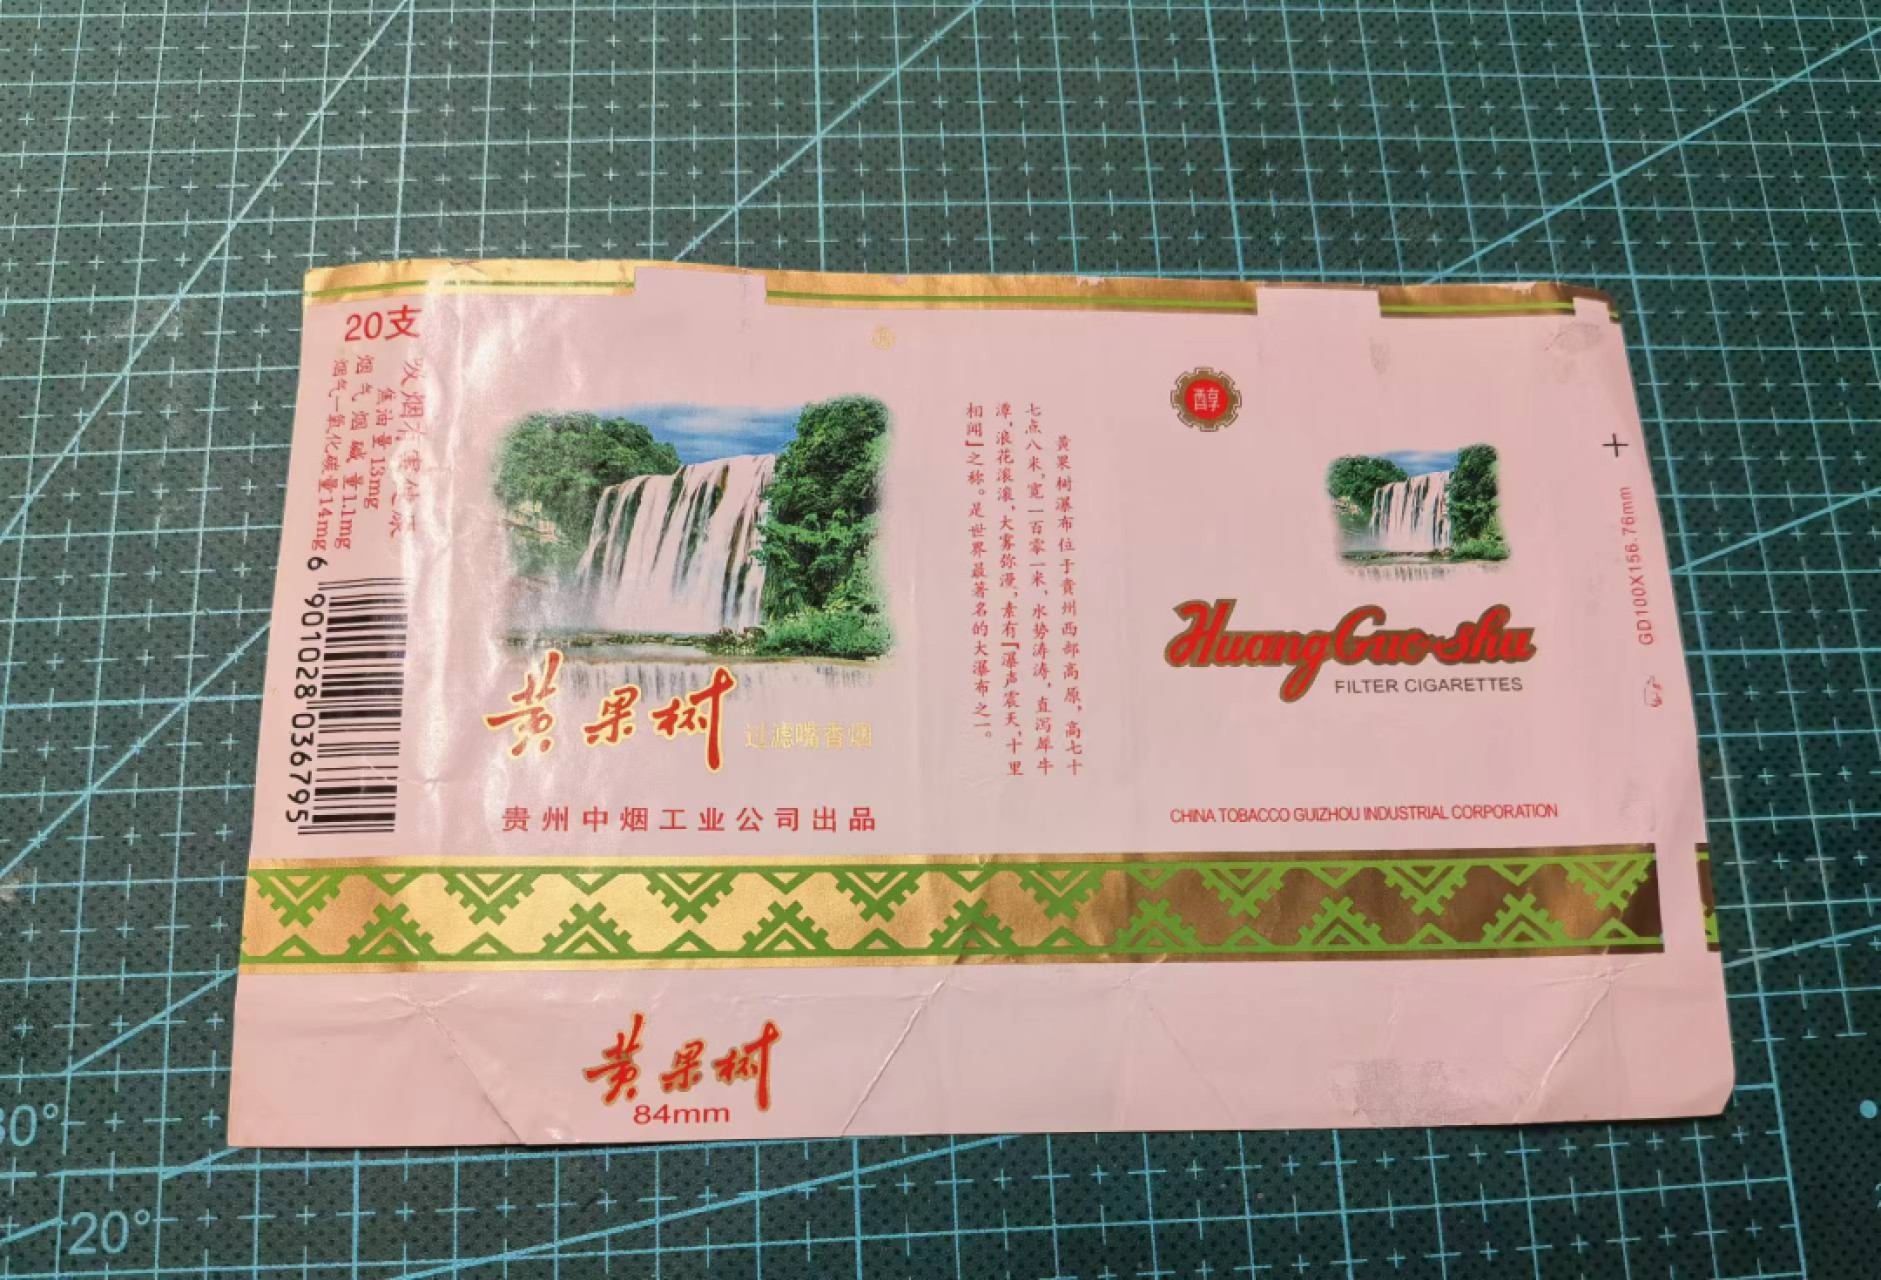 20支
吸烟有害健康
焦油量13mg
烟气烟碱量1.1mg
烟气一氧化碳量14mg
6 901028 036795
黄果树
过滤嘴香烟
贵州中烟工业公司出品
黄果树瀑布位于贵州西部高原,高七十
七点八米,宽一百零一米、水势涛涛,直泻犀牛
潭,浪花滚滚,大雾弥漫,素有『瀑声震天、十里
相闻』之称。是世界最著名的大瀑布之一。
醇
HuangGuo-shu
FILTER CIGARETTES
CHINA TOBACCO GUIZHOU INDUSTRIAL CORPORATION
GD100X156.76mm
黄果树
84mm
30°
20°